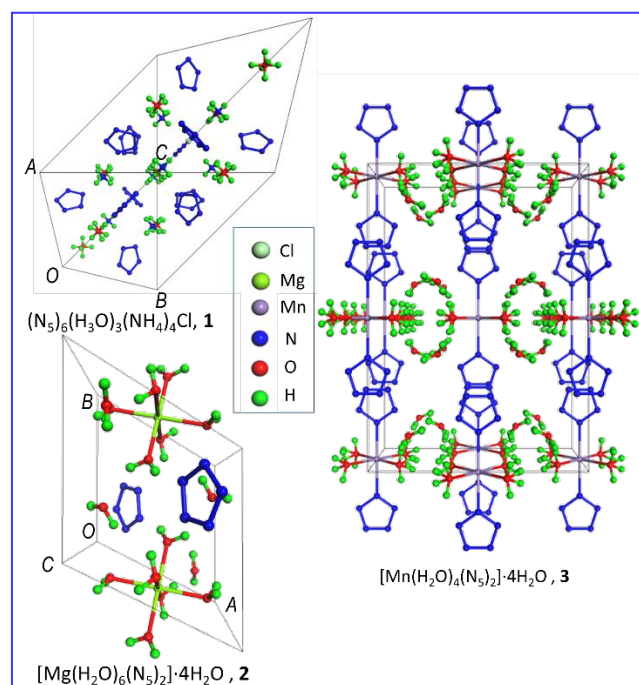 A
C
O
B
(N₅)₆(H₃O)₃(NH₄)₄Cl, 1
Cl
Mg
Mn
N
O
H
B
O
C
A
[Mg(H₂O)₆(N₅)₂]·4H₂O , 2
[Mn(H₂O)₄(N₅)₂]·4H₂O , 3